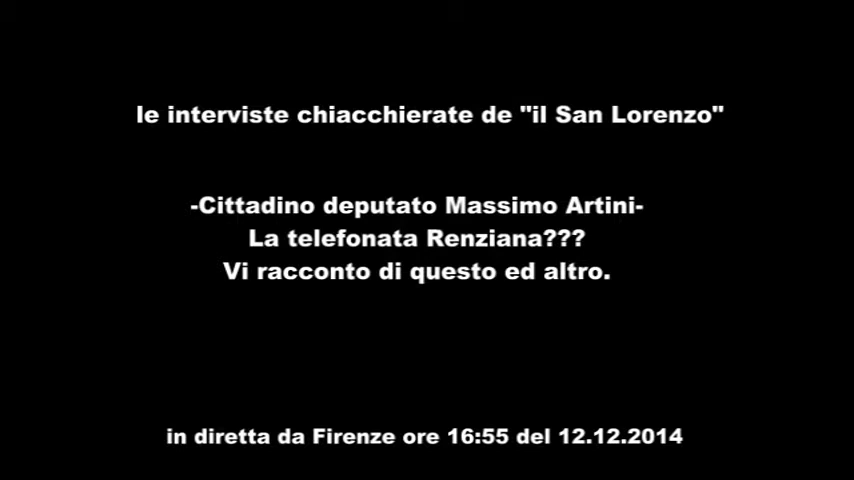 le interviste chiacchierate de "il San Lorenzo"
-Cittadino deputato Massimo Artini-
La telefonata Renziana???
Vi racconto di questo ed altro.
in diretta da Firenze ore 16:55 del 12.12.2014